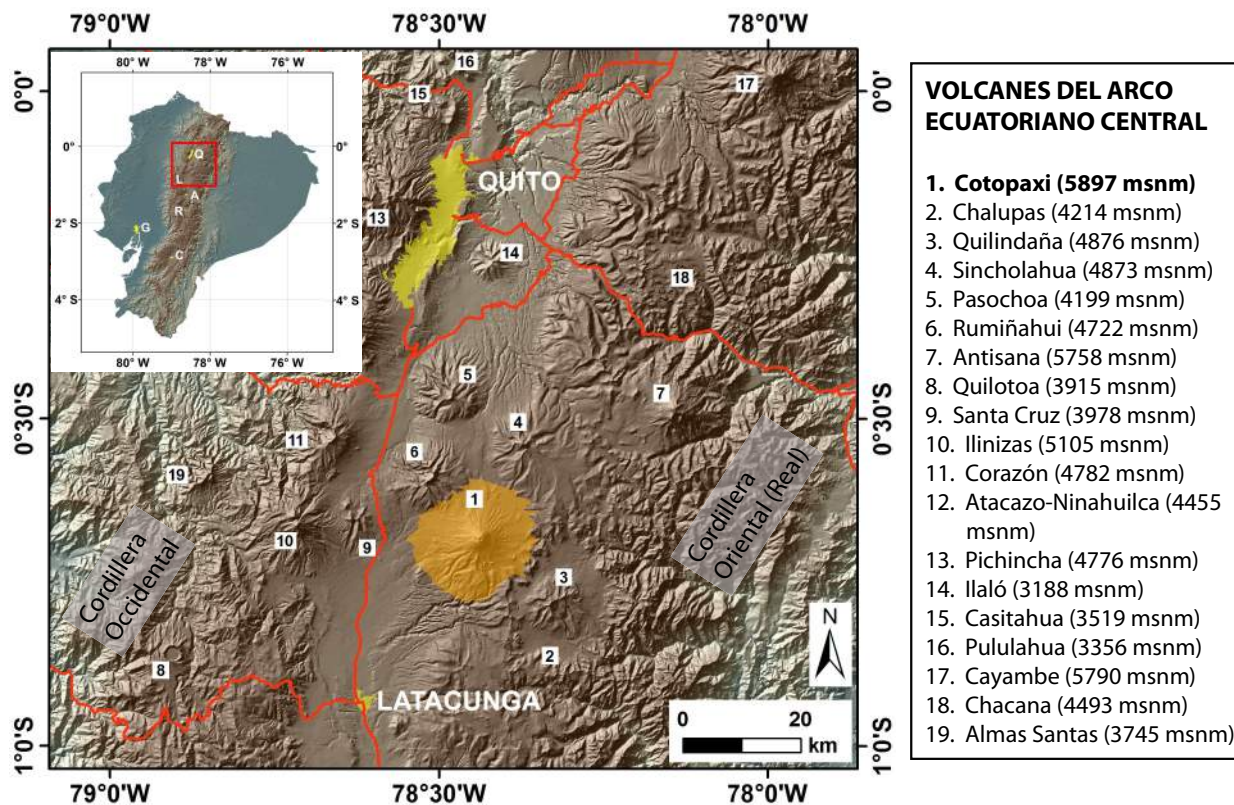 79°0'W 78°30'W 78°0'W
80° W 78° W 76° W
0° 0°
2° S 2° S
4° S 4° S
80° W 78° W 76° W
Q
L
A
R
G
C
0°0' 0°0'
16
15
17
QUITO
13
14
18
5
7
4
0°30'S 0°30'S
11
6
19
1
10
9
3
Cordillera
Occidental
Cordillera
Oriental (Real)
8
2
N
LATACUNGA
0 20
km
1°0'S 1°0'S
79°0'W 78°30'W 78°0'W
VOLCANES DEL ARCO
ECUATORIANO CENTRAL
1. Cotopaxi (5897 msnm)
2. Chalupas (4214 msnm)
3. Quilindaña (4876 msnm)
4. Sincholahua (4873 msnm)
5. Pasochoa (4199 msnm)
6. Rumiñahui (4722 msnm)
7. Antisana (5758 msnm)
8. Quilotoa (3915 msnm)
9. Santa Cruz (3978 msnm)
10. Ilinizas (5105 msnm)
11. Corazón (4782 msnm)
12. Atacazo-Ninahuilca (4455
msnm)
13. Pichincha (4776 msnm)
14. Ilaló (3188 msnm)
15. Casitahua (3519 msnm)
16. Pululahua (3356 msnm)
17. Cayambe (5790 msnm)
18. Chacana (4493 msnm)
19. Almas Santas (3745 msnm)